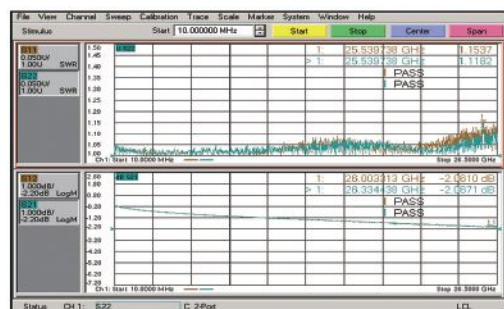 File View Channel Sweep Calibration Trace Scale Marker System Window Help
Stimulus Start 10.000000 MHz Start Stop Center Span
S11
0.050U/
1.00U SWR
S22
0.050U/
1.00U SWR
1.50
1.45
1.40
1.35
1.30
1.25
1.20
1.15
1.10
1.05
1.00
1: 25.539738 GHz 1.1537
> 1: 25.539738 GHz 1.1182
PASS
PASS
Ch1: Start 10.0000 MHz
Stop 26.5000 GHz
S12
1.000dB/
-2.20dB LogM
S21
1.000dB/
-2.20dB LogM
2.80
-0.20
-1.20
-2.20
-3.20
-4.20
-5.20
-6.20
-7.20
1: 26.003313 GHz -2.0610 dB
> 1: 26.334438 GHz -2.0671 dB
PASS
PASS
Ch1: Start 10.0000 MHz
Stop 26.5000 GHz
Status CH 1: S22 C 2-Port LCL